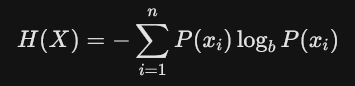 H(X) = − ∑_{i=1}^{n} P(x_i) log_b P(x_i)